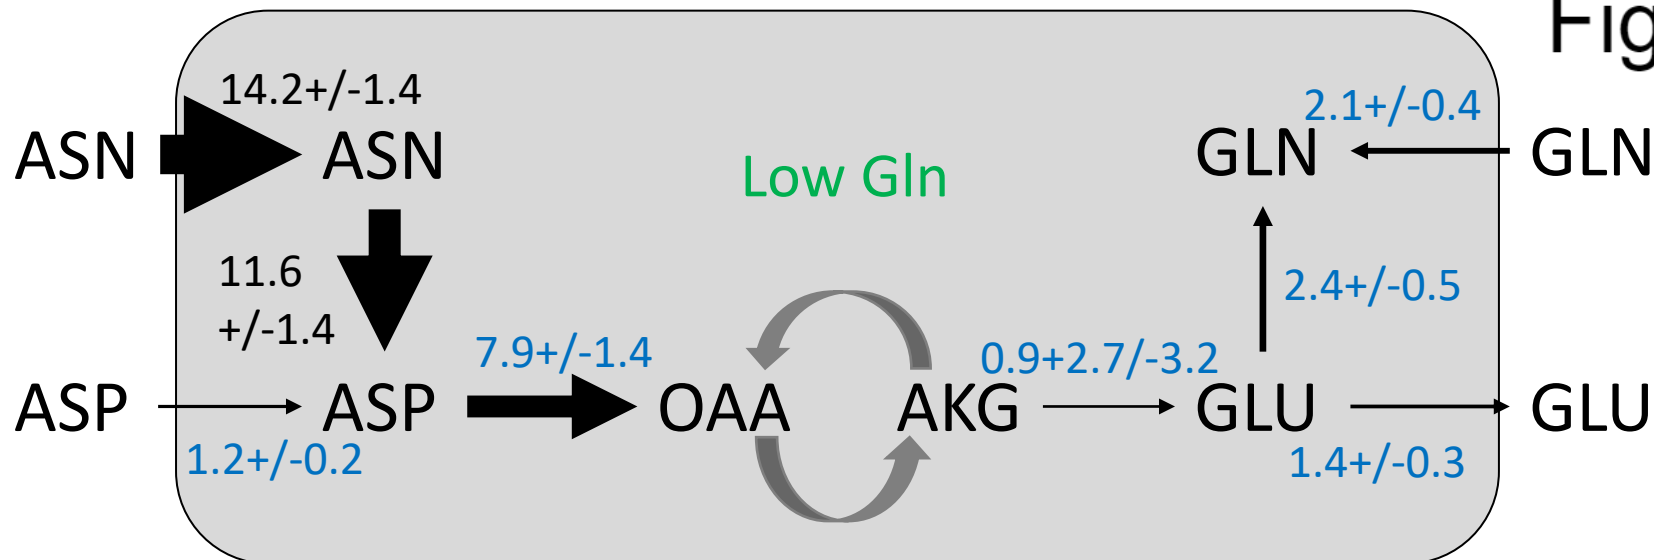 Fig
14.2+/-1.4
2.1+/-0.4
ASN
ASN
Low Gln
GLN
GLN
11.6
+/-1.4
2.4+/-0.5
7.9+/-1.4
0.9+2.7/-3.2
ASP
ASP
OAA
AKG
GLU
GLU
1.2+/-0.2
1.4+/-0.3